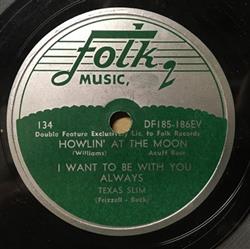 Folk
MUSIC,
2
134 DF185-186EV
Double Feature Exclusively Lic. to Folk Records
HOWLIN' AT THE MOON
(Williams) Acuff Rose
I WANT TO BE WITH YOU
ALWAYS
TEXAS SLIM
(Frizzell - Beck)